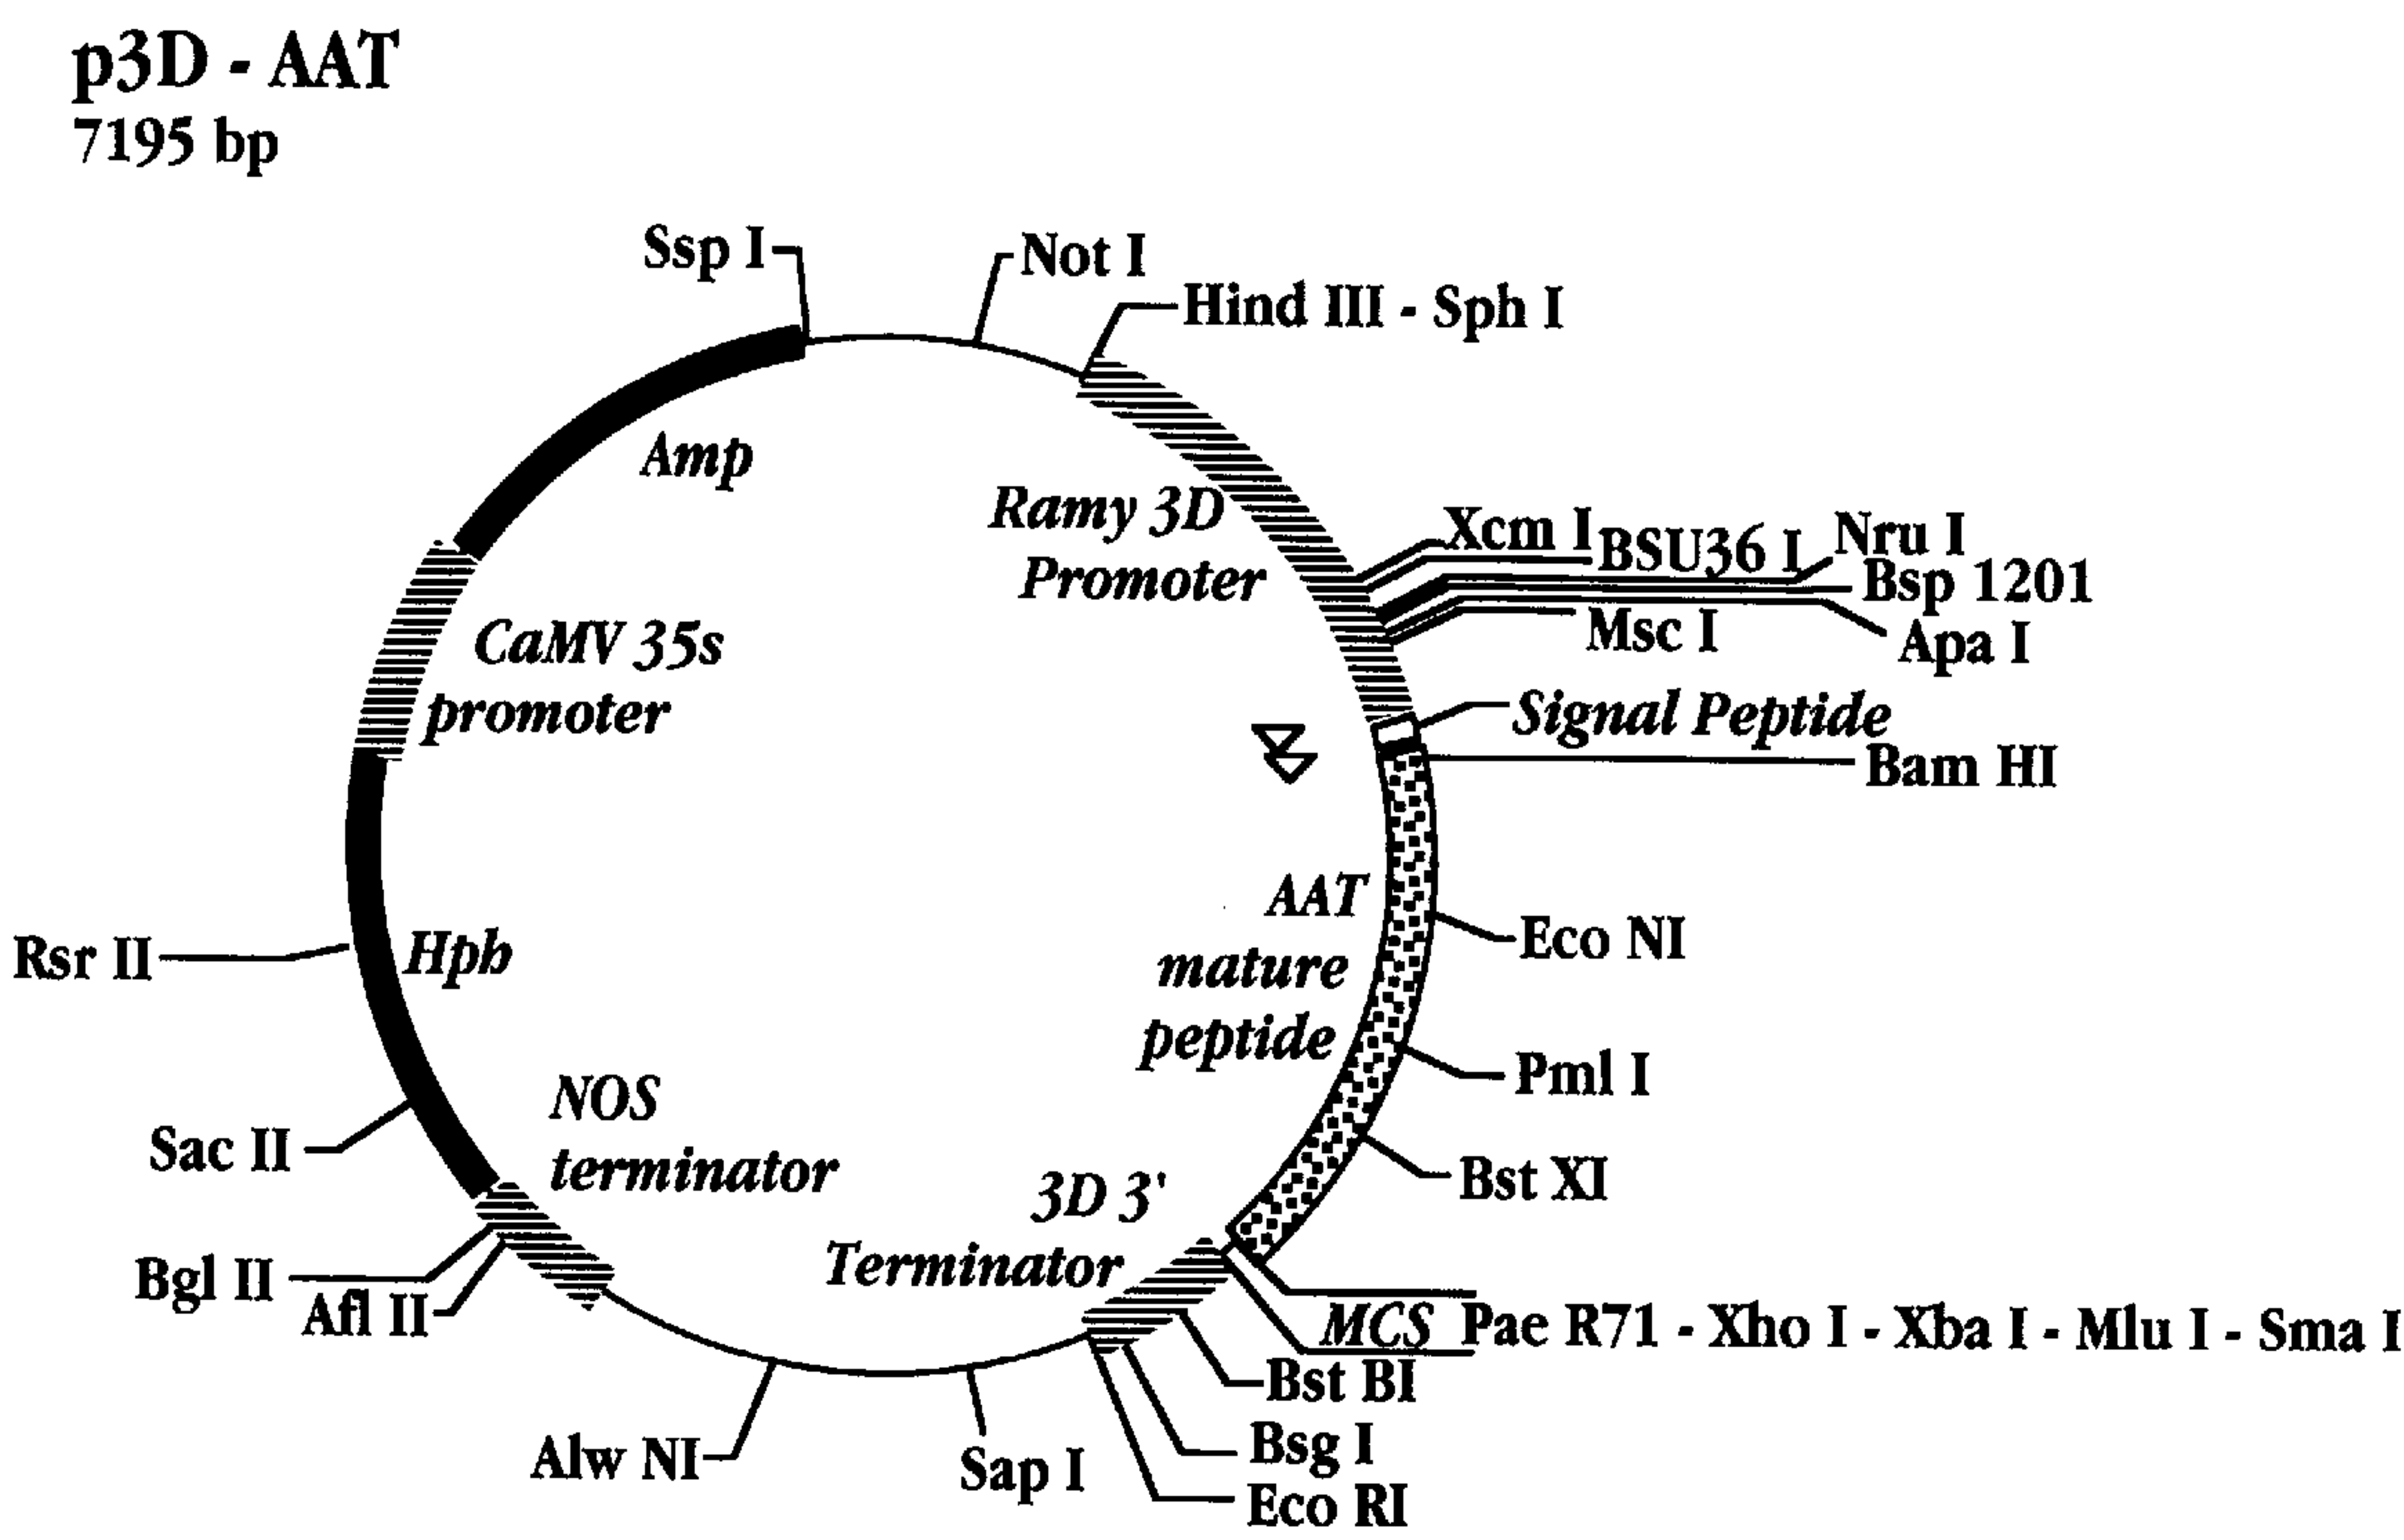 p3D - AAT
7195 bp
Ssp I
Not I
Hind III - Sph I
Amp
Ramy 3D
Promoter
Xcm I
BSU36 I
Nru I
Bsp 1201
Msc I
Apa I
CaMV 35s
promoter
Signal Peptide
Bam HI
AAT
mature
peptide
Eco NI
Rsr II
Hph
Pml I
NOS
terminator
Sac II
Bst XI
3D 3'
Terminator
Bgl II
Afl II
MCS Pae R71 - Xho I - Xba I - Mlu I - Sma I
Bst BI
Alw NI
Sap I
Bsg I
Eco RI